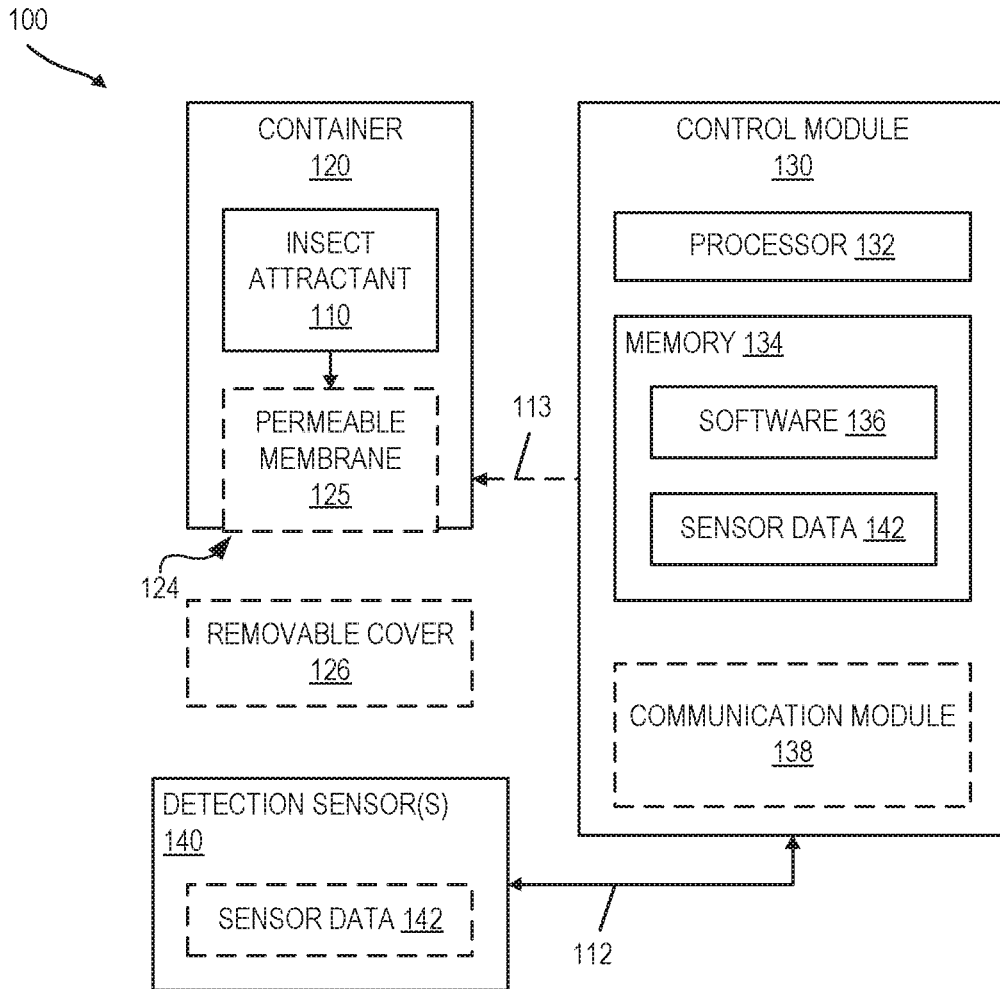 100
CONTAINER
120
INSECT
ATTRACTANT
110
PERMEABLE
MEMBRANE
125
124
REMOVABLE COVER
126
DETECTION SENSOR(S)
140
SENSOR DATA 142
113
112
CONTROL MODULE
130
PROCESSOR 132
MEMORY 134
SOFTWARE 136
SENSOR DATA 142
COMMUNICATION MODULE
138